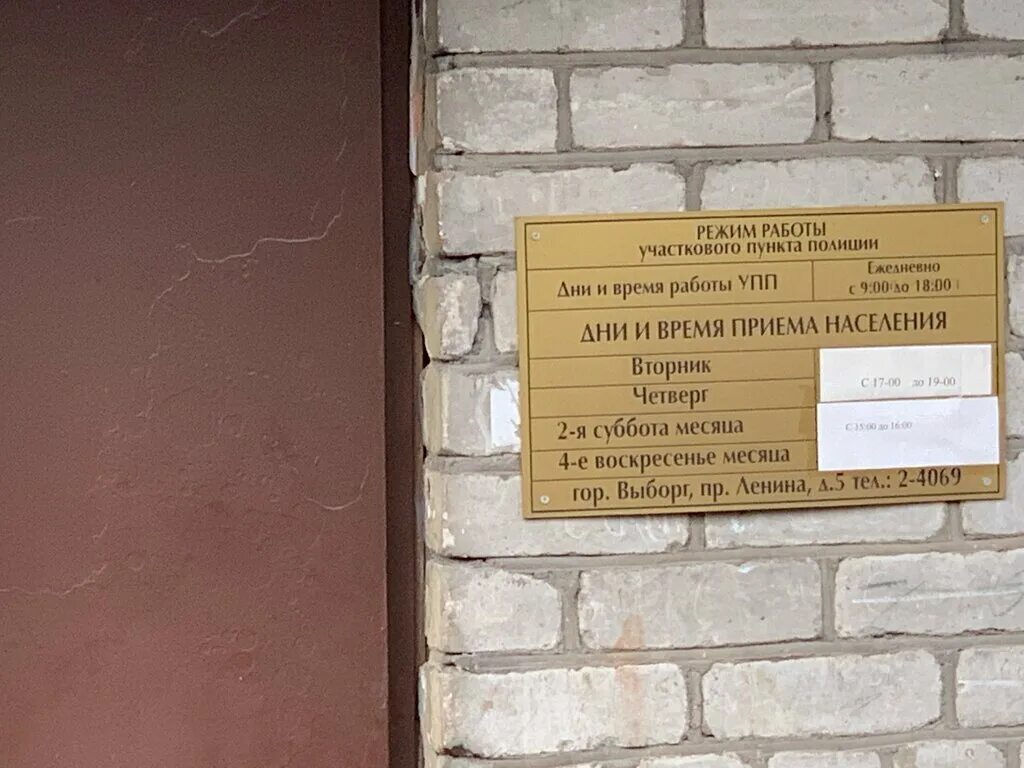 РЕЖИМ РАБОТЫ
участкового пункта полиции
Дни и время работы УПП
Ежедневно
с 9:00 до 18:00
ДНИ И ВРЕМЯ ПРИЕМА НАСЕЛЕНИЯ
Вторник
Четверг
С 17-00 до 19-00
2-я суббота месяца
4-е воскресенье месяца
С 15:00 до 16:00
гор. Выборг, пр. Ленина, д.5 тел.: 2-4069